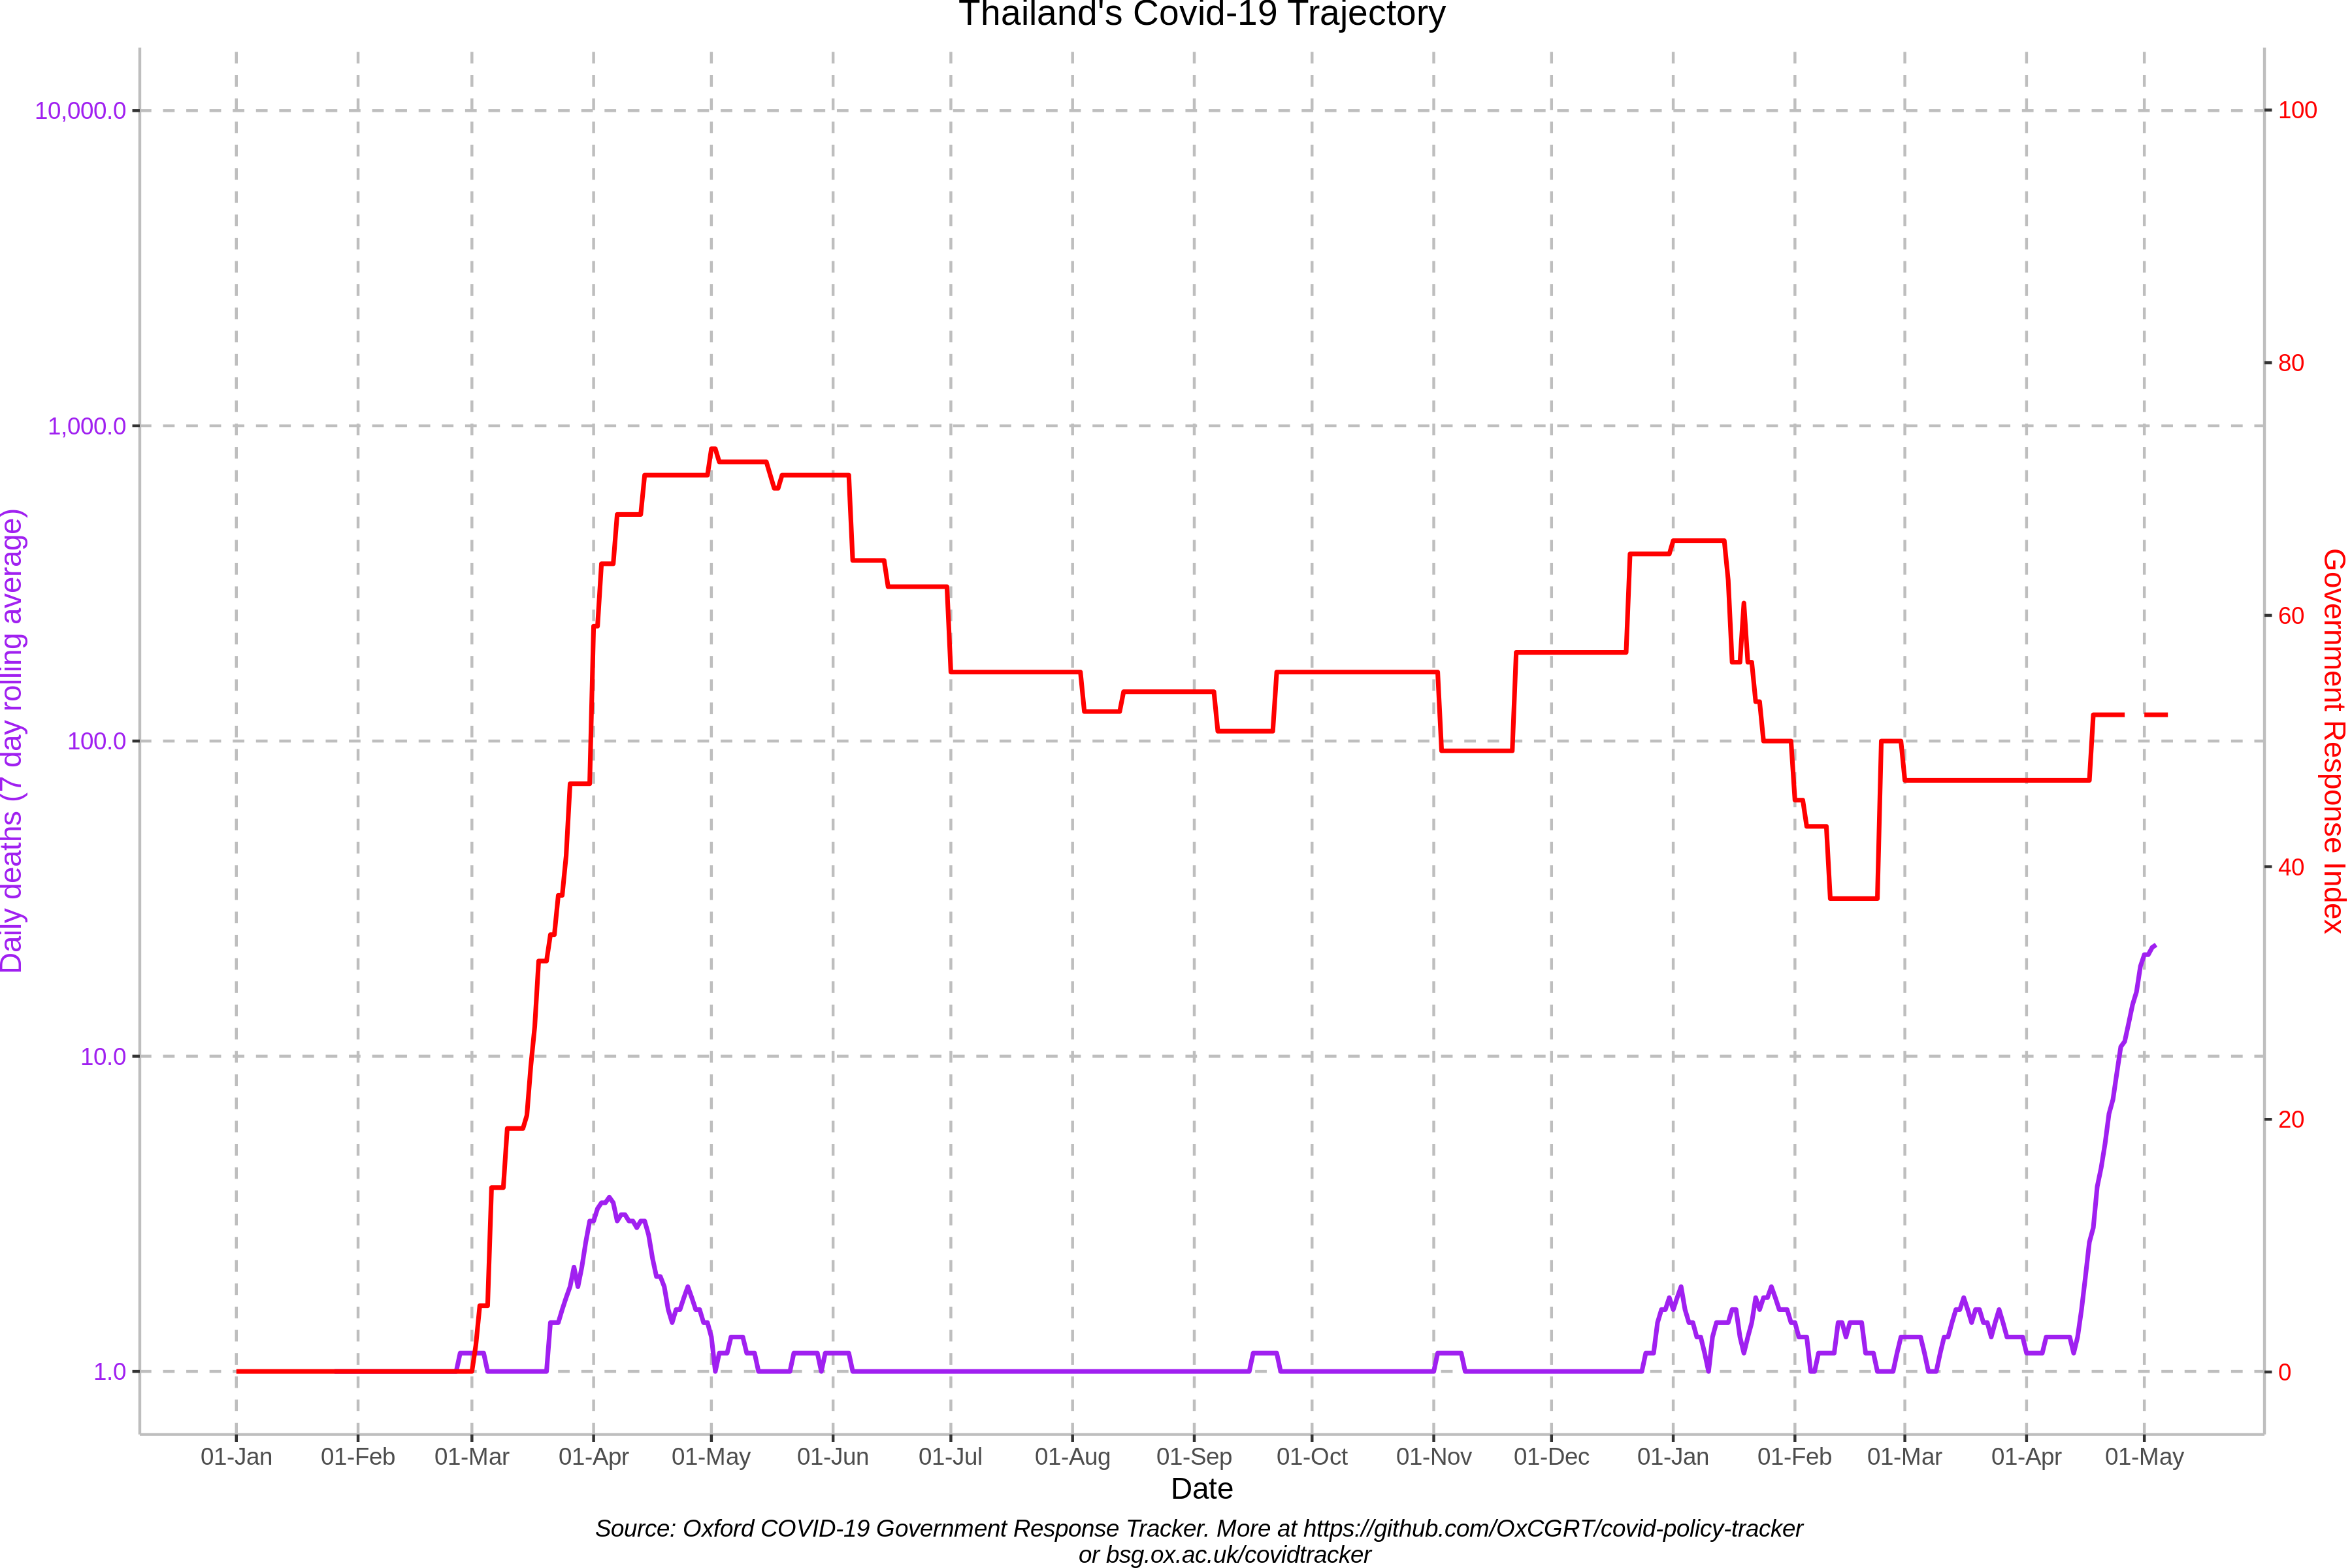 Thailand's Covid-19 Trajectory
10,000.0
1,000.0
100.0
10.0
1.0
Daily deaths (7 day rolling average)
100
80
60
40
20
0
Government Response Index
01-Jan 01-Feb 01-Mar 01-Apr 01-May 01-Jun 01-Jul 01-Aug 01-Sep 01-Oct 01-Nov 01-Dec 01-Jan 01-Feb 01-Mar 01-Apr 01-May
Date
Source: Oxford COVID-19 Government Response Tracker. More at https://github.com/OxCGRT/covid-policy-tracker
or bsg.ox.ac.uk/covidtracker